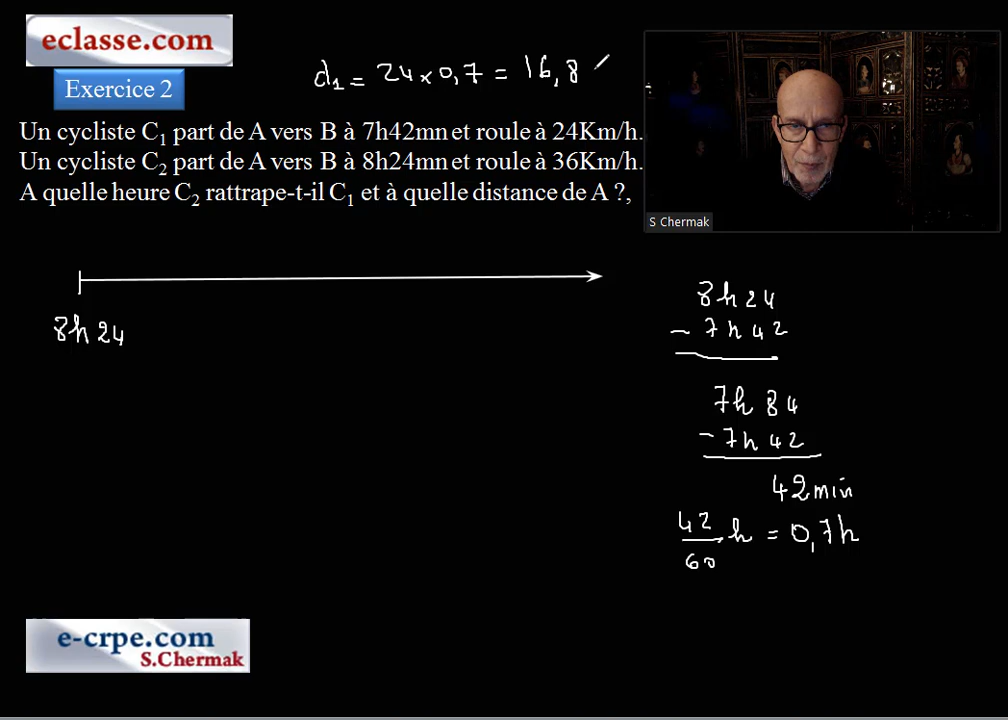 eclasse.com
Exercice 2
d1 = 24 × 0,7 = 16,8
Un cycliste C1 part de A vers B à 7h42mn et roule à 24Km/h.
Un cycliste C2 part de A vers B à 8h24mn et roule à 36Km/h.
A quelle heure C2 rattrape-t-il C1 et à quelle distance de A ?,
S Chermak
8h24
8h24
- 7h42
7h84
- 7h42
42min
42/60 h = 0,7h
e-crpe.com
S.Chermak